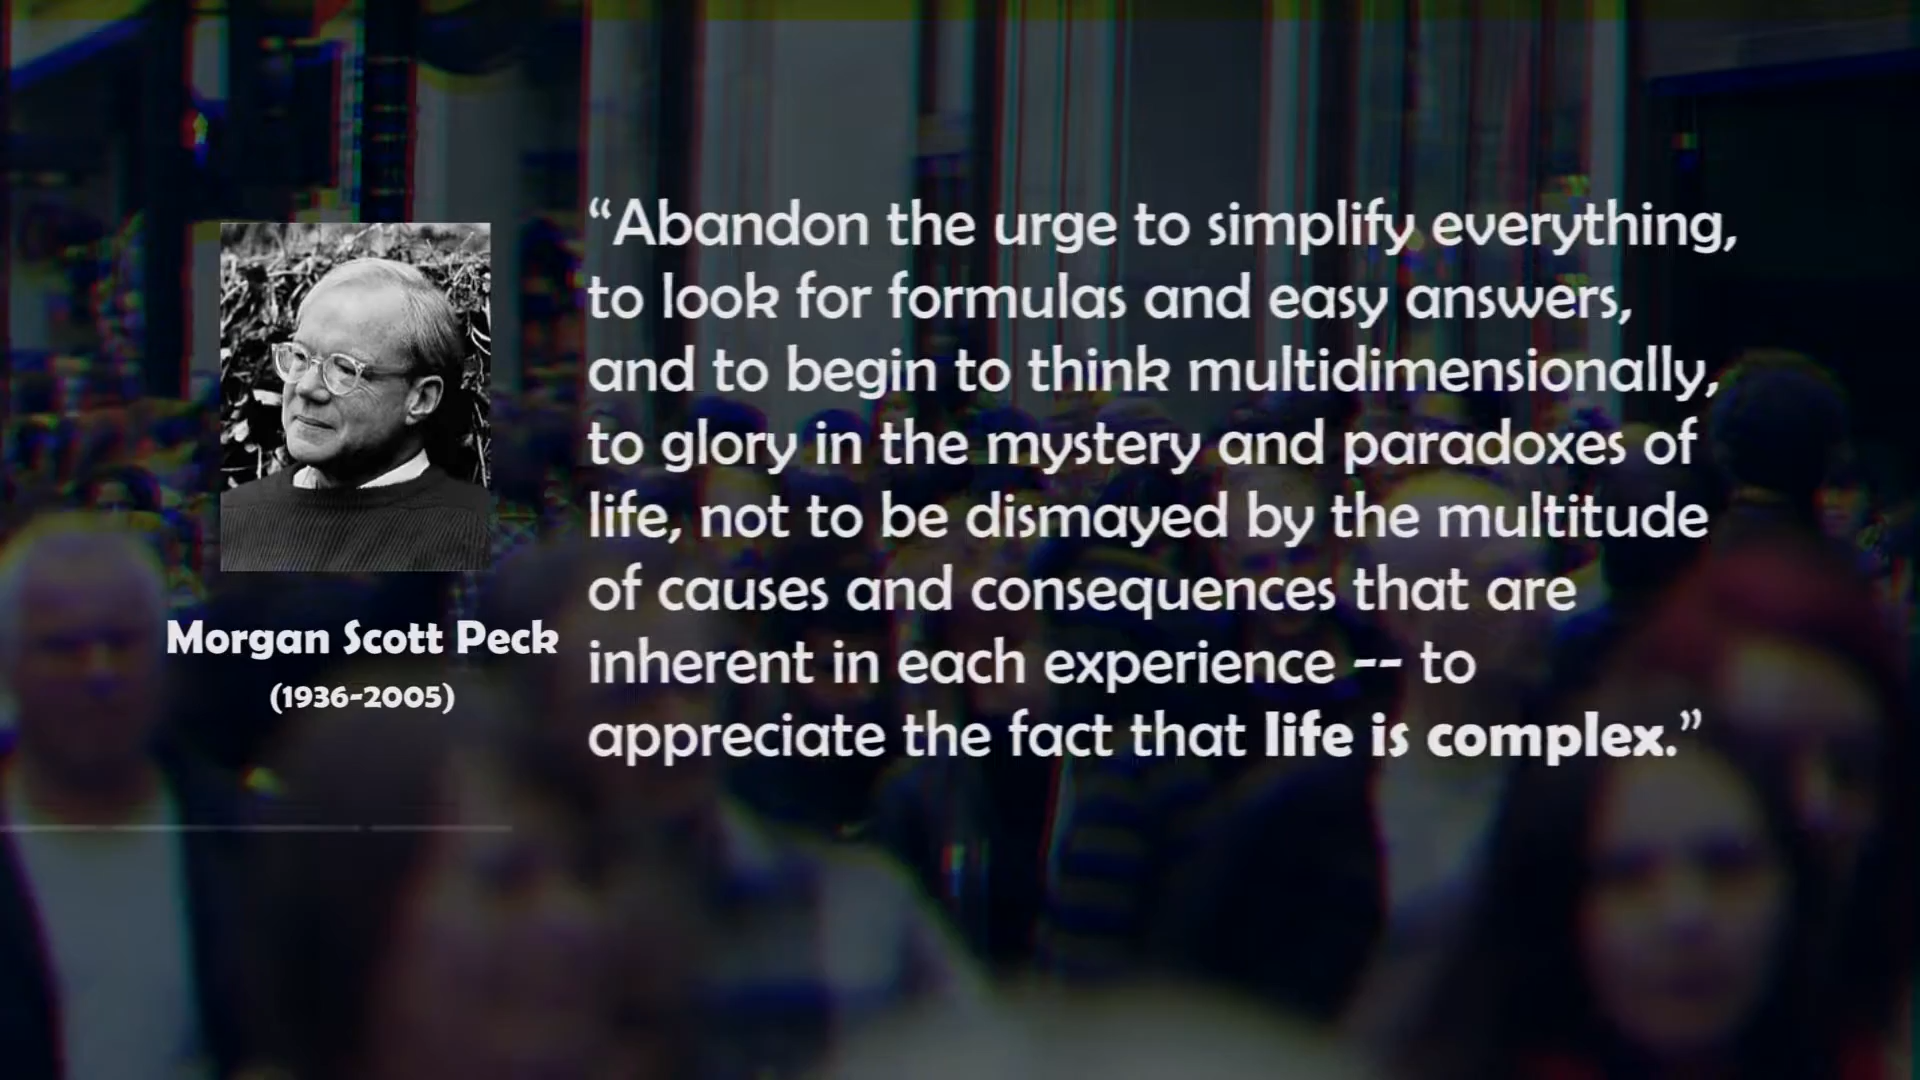 “Abandon the urge to simplify everything,
to look for formulas and easy answers,
and to begin to think multidimensionally,
to glory in the mystery and paradoxes of
life, not to be dismayed by the multitude
of causes and consequences that are
inherent in each experience -- to
appreciate the fact that life is complex.”
Morgan Scott Peck
(1936-2005)